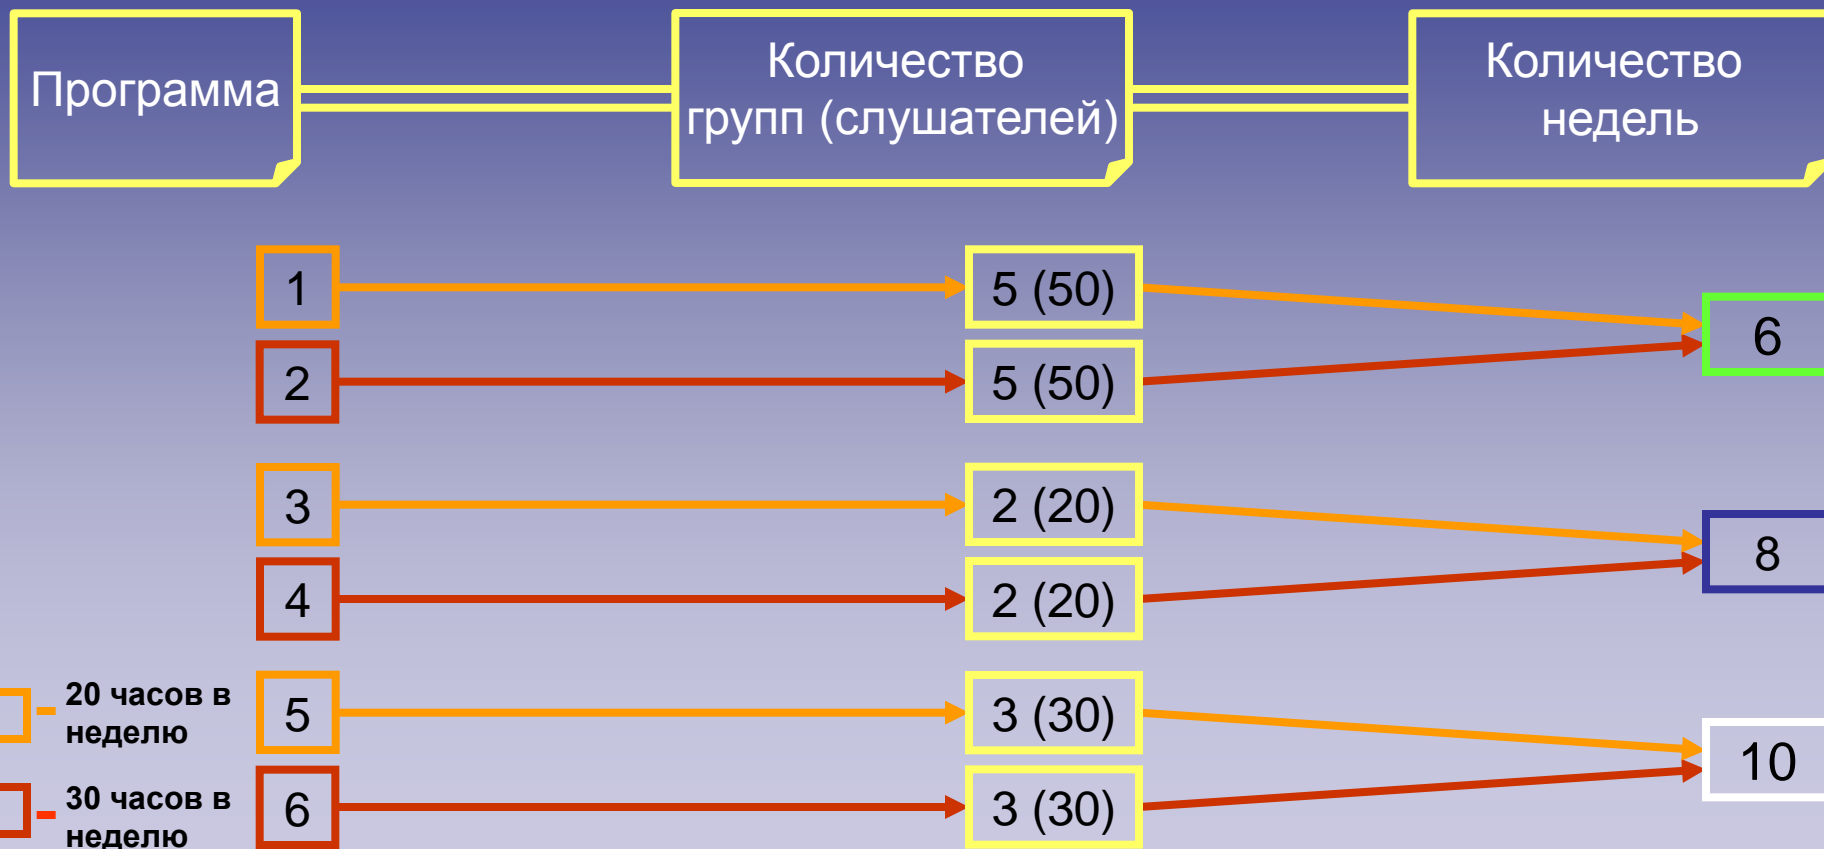 Программа
Количество
групп (слушателей)
Количество
недель
1
5 (50)
2
5 (50)
6
3
2 (20)
4
2 (20)
8
20 часов в
неделю
5
3 (30)
30 часов в
неделю
6
3 (30)
10